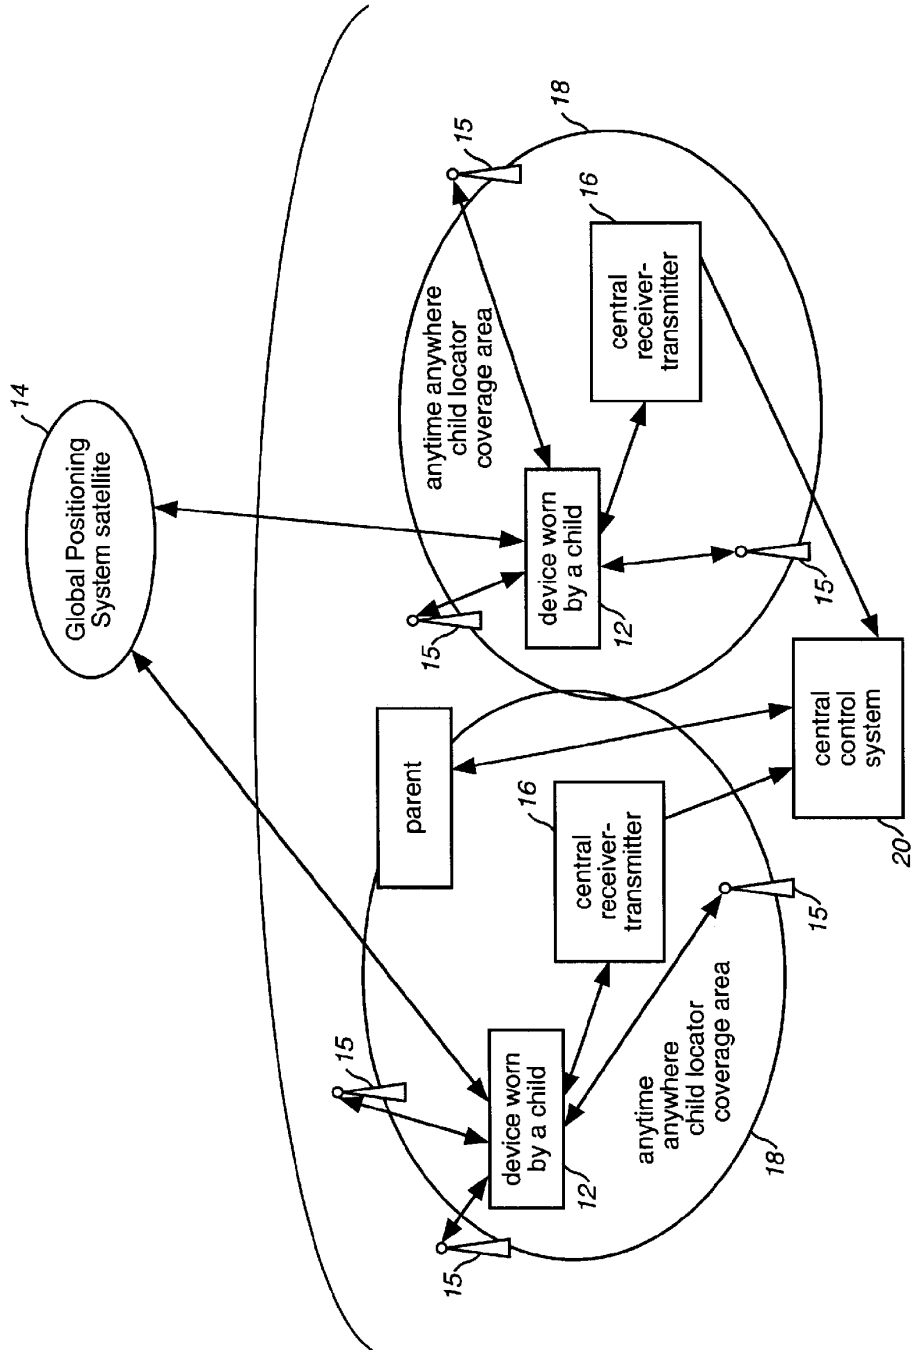 14
Global Positioning
System satellite
15
parent
15
15
18
15
anytime anywhere
child locator
coverage area
16
central
receiver-
transmitter
device worn
by a child
12
15
16
central
receiver-
transmitter
15
device worn
by a child
12
15
anytime
anywhere
child locator
coverage area
18
central
control
system
20